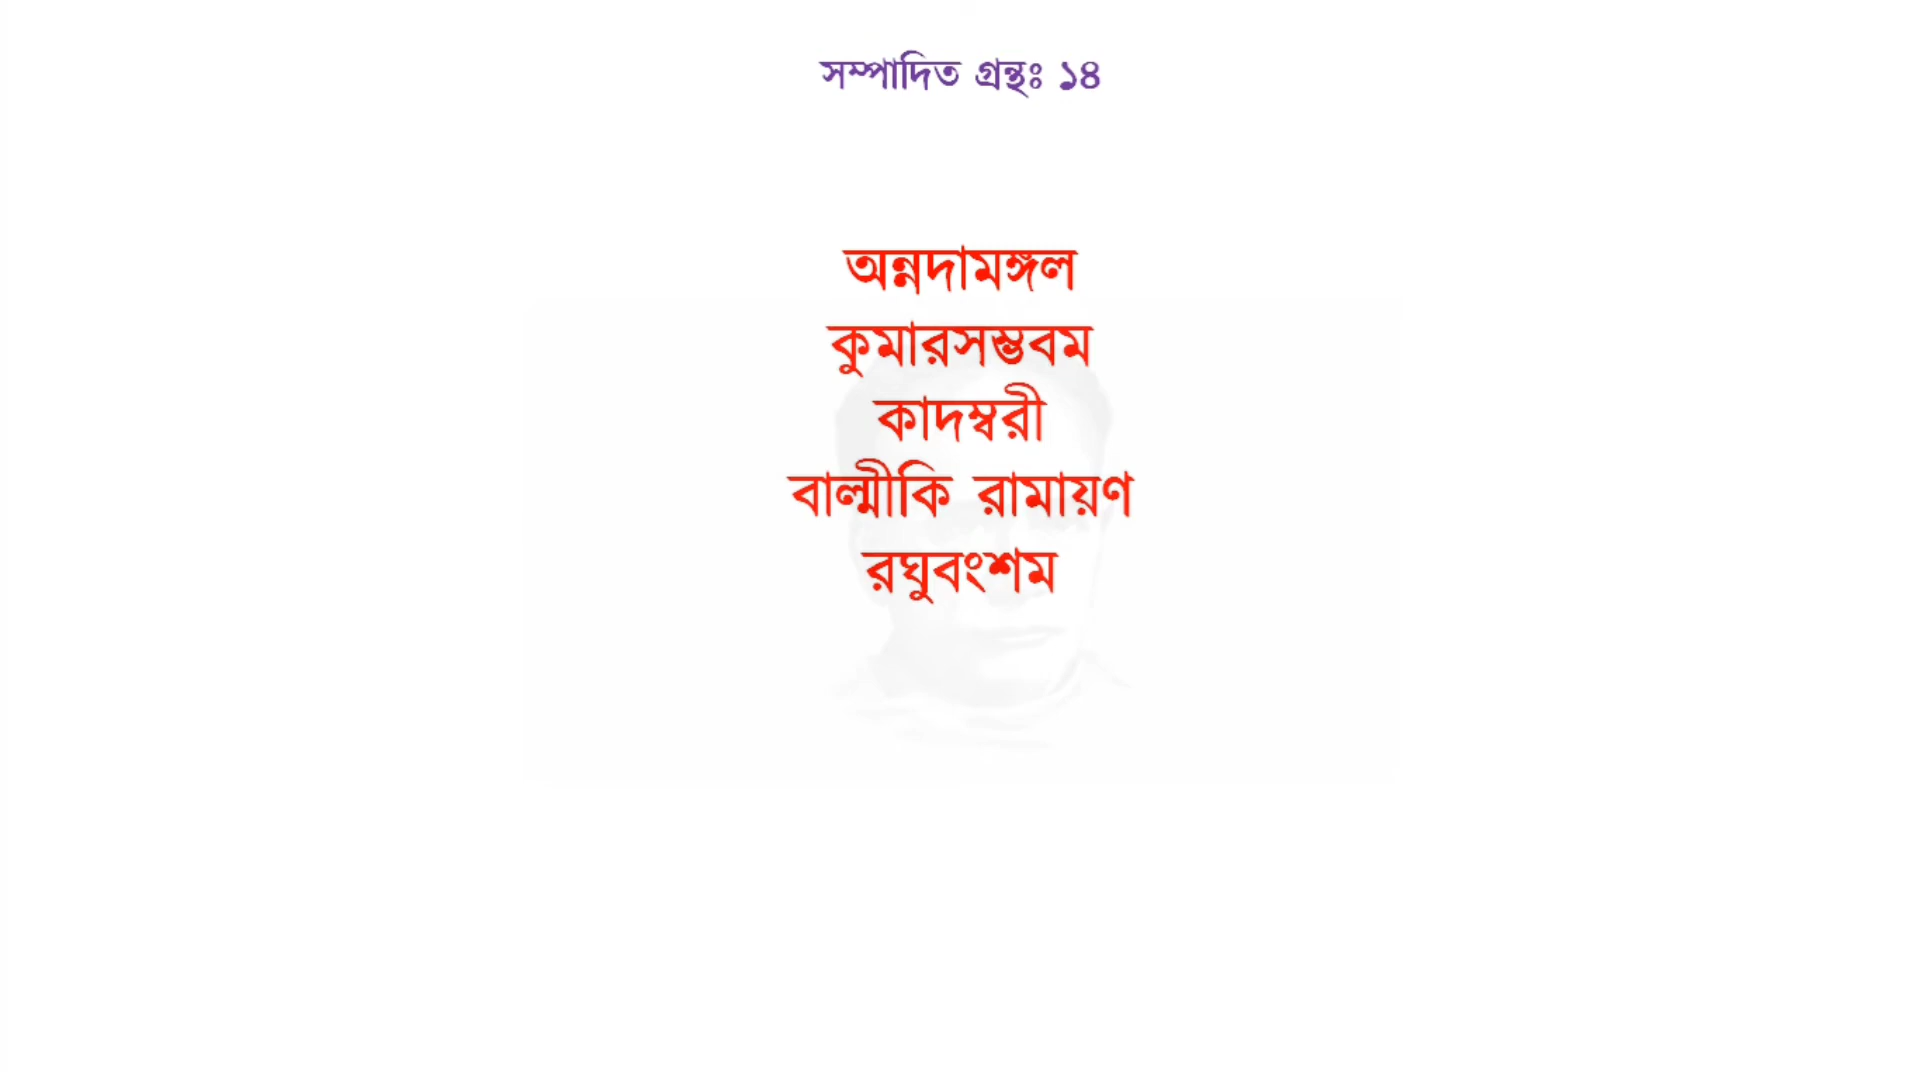 সম্পাদিত গ্রন্থঃ ১৪
অন্নদামঙ্গল
কুমারসম্ভবম
কাদম্বরী
বাল্মীকি রামায়ণ
রঘুবংশম